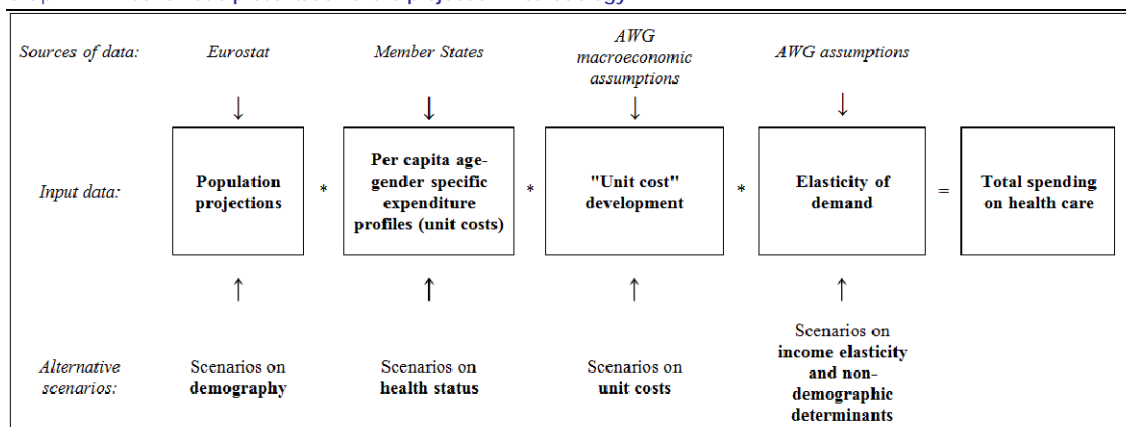 Sources of data:
Eurostat
Member States
AWG
macroeconomic
assumptions
AWG assumptions
Input data:
Population
projections
*
Per capita age-
gender specific
expenditure
profiles (unit costs)
*
"Unit cost"
development
*
Elasticity of
demand
=
Total spending
on health care
Alternative
scenarios:
Scenarios on
demography
Scenarios on
health status
Scenarios on
unit costs
Scenarios on
income elasticity
and non-
demographic
determinants